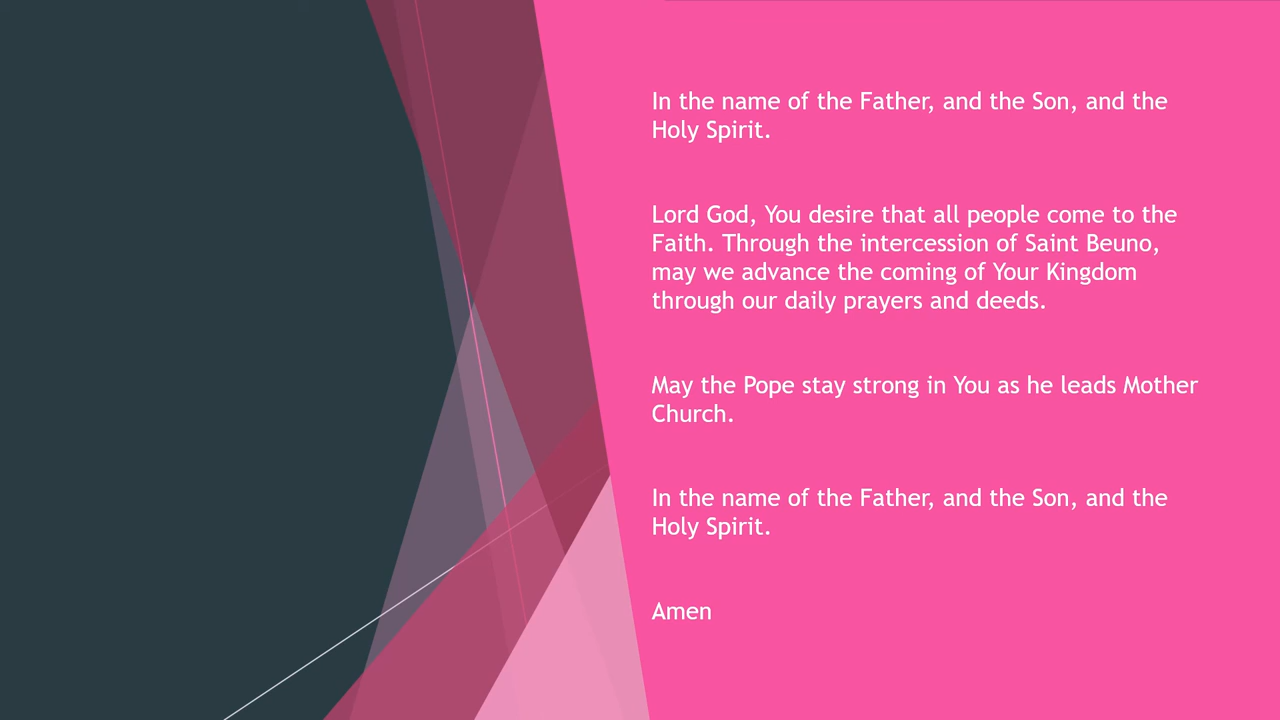 In the name of the Father, and the Son, and the
Holy Spirit.
Lord God, You desire that all people come to the
Faith. Through the intercession of Saint Beuno,
may we advance the coming of Your Kingdom
through our daily prayers and deeds.
May the Pope stay strong in You as he leads Mother
Church.
In the name of the Father, and the Son, and the
Holy Spirit.
Amen